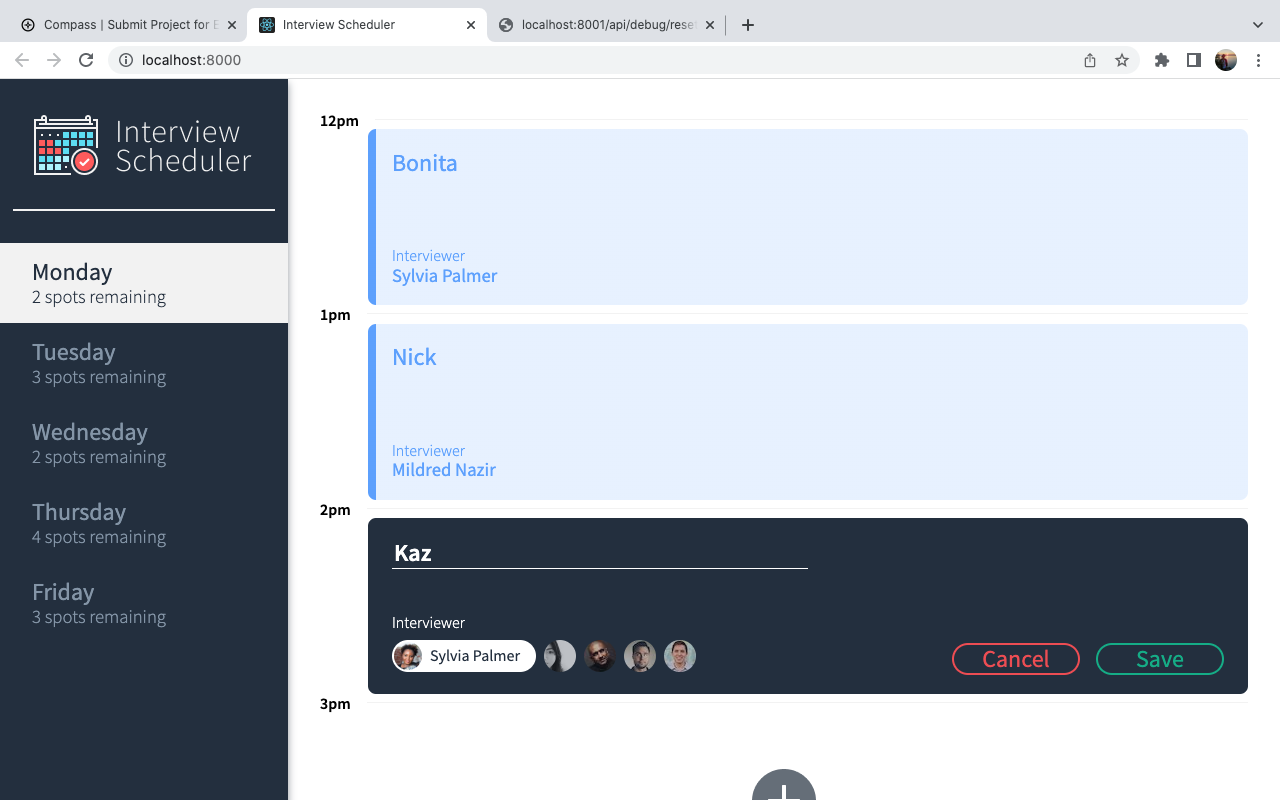 Compass | Submit Project for E
Interview Scheduler
localhost:8001/api/debug/rese
localhost:8000
Interview
Scheduler
Monday
2 spots remaining
Tuesday
3 spots remaining
Wednesday
2 spots remaining
Thursday
4 spots remaining
Friday
3 spots remaining
12pm
Bonita
Interviewer
Sylvia Palmer
1pm
Nick
Interviewer
Mildred Nazir
2pm
Kaz
Interviewer
Sylvia Palmer
Cancel
Save
3pm